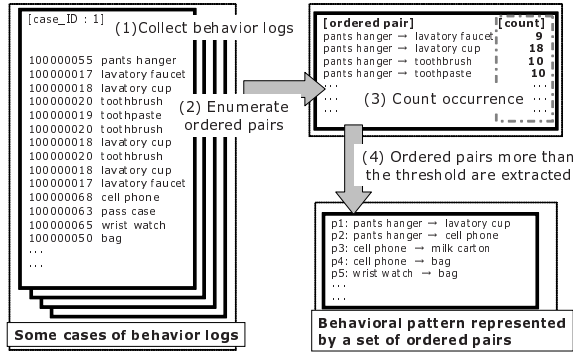 [case_ID : 1]
(1)Collect behavior logs
100000055 pants hanger
100000017 lavatory faucet
100000018 lavatory cup
100000020 toothbrush
100000019 toothpaste
100000020 toothbrush
100000018 lavatory cup
100000020 toothbrush
100000018 lavatory cup
100000017 lavatory faucet
100000068 cell phone
100000063 pass case
100000065 wrist watch
100000050 bag
...
...
Some cases of behavior logs
(2) Enumerate
ordered pairs
[ordered pair] [count]
pants hanger → lavatory faucet 9
pants hanger → lavatory cup 18
pants hanger → toothbrush 10
pants hanger → toothpaste 10
... ...
... ...
(3) Count occurrence
(4) Ordered pairs more than
the threshold are extracted
p1: pants hanger → lavatory cup
p2: pants hanger → cell phone
p3: cell phone → milk carton
p4: cell phone → bag
p5: wrist watch → bag
...
...
Behavioral pattern represented
by a set of ordered pairs